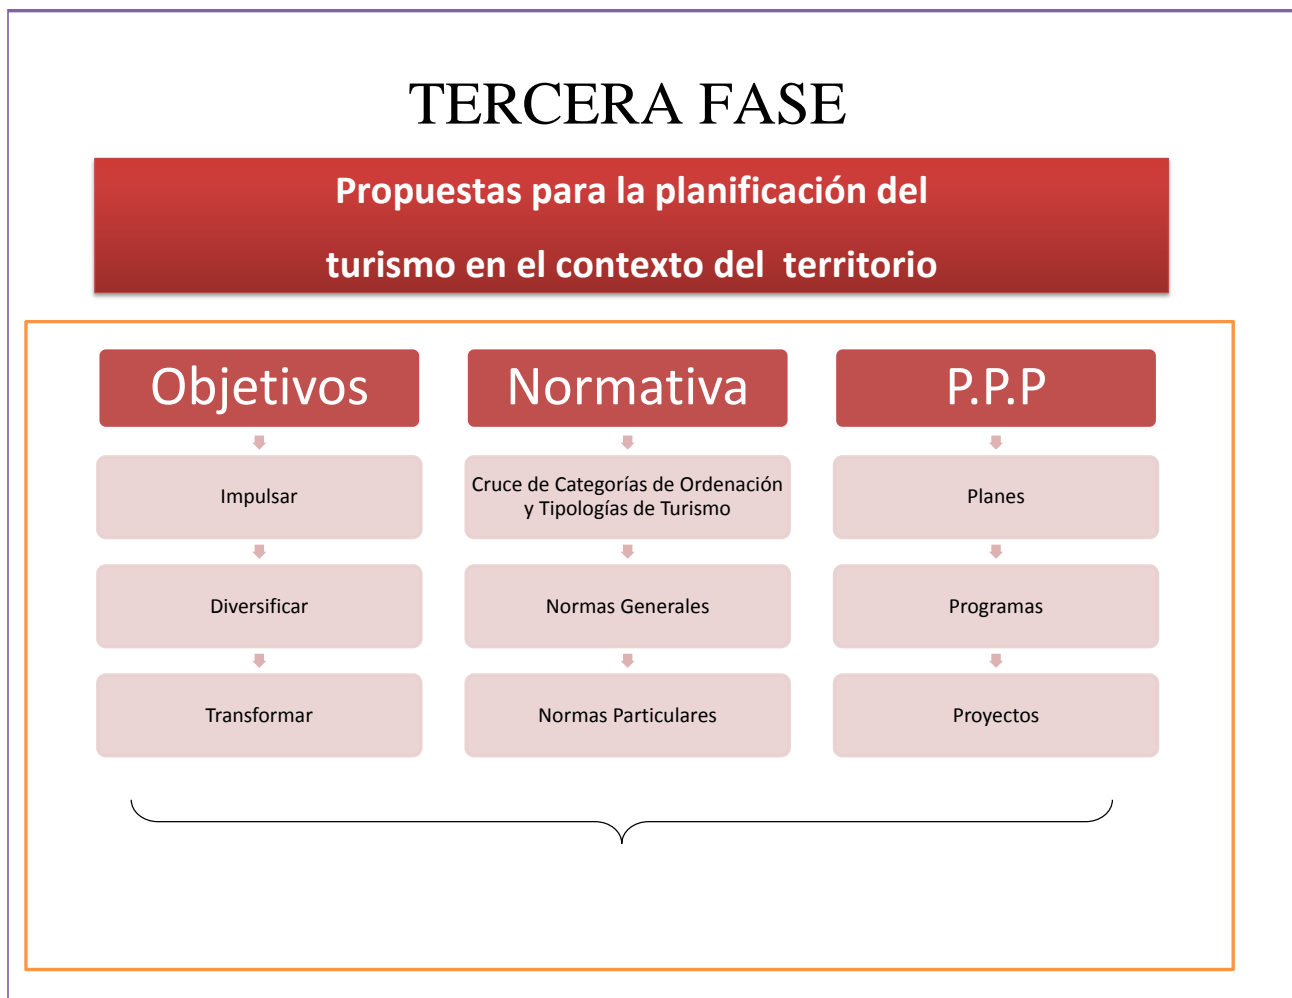 TERCERA FASE
Propuestas para la planificación del
turismo en el contexto del territorio
Objetivos
Impulsar
Diversificar
Transformar
Normativa
Cruce de Categorías de Ordenación
y Tipologías de Turismo
Normas Generales
Normas Particulares
P.P.P
Planes
Programas
Proyectos